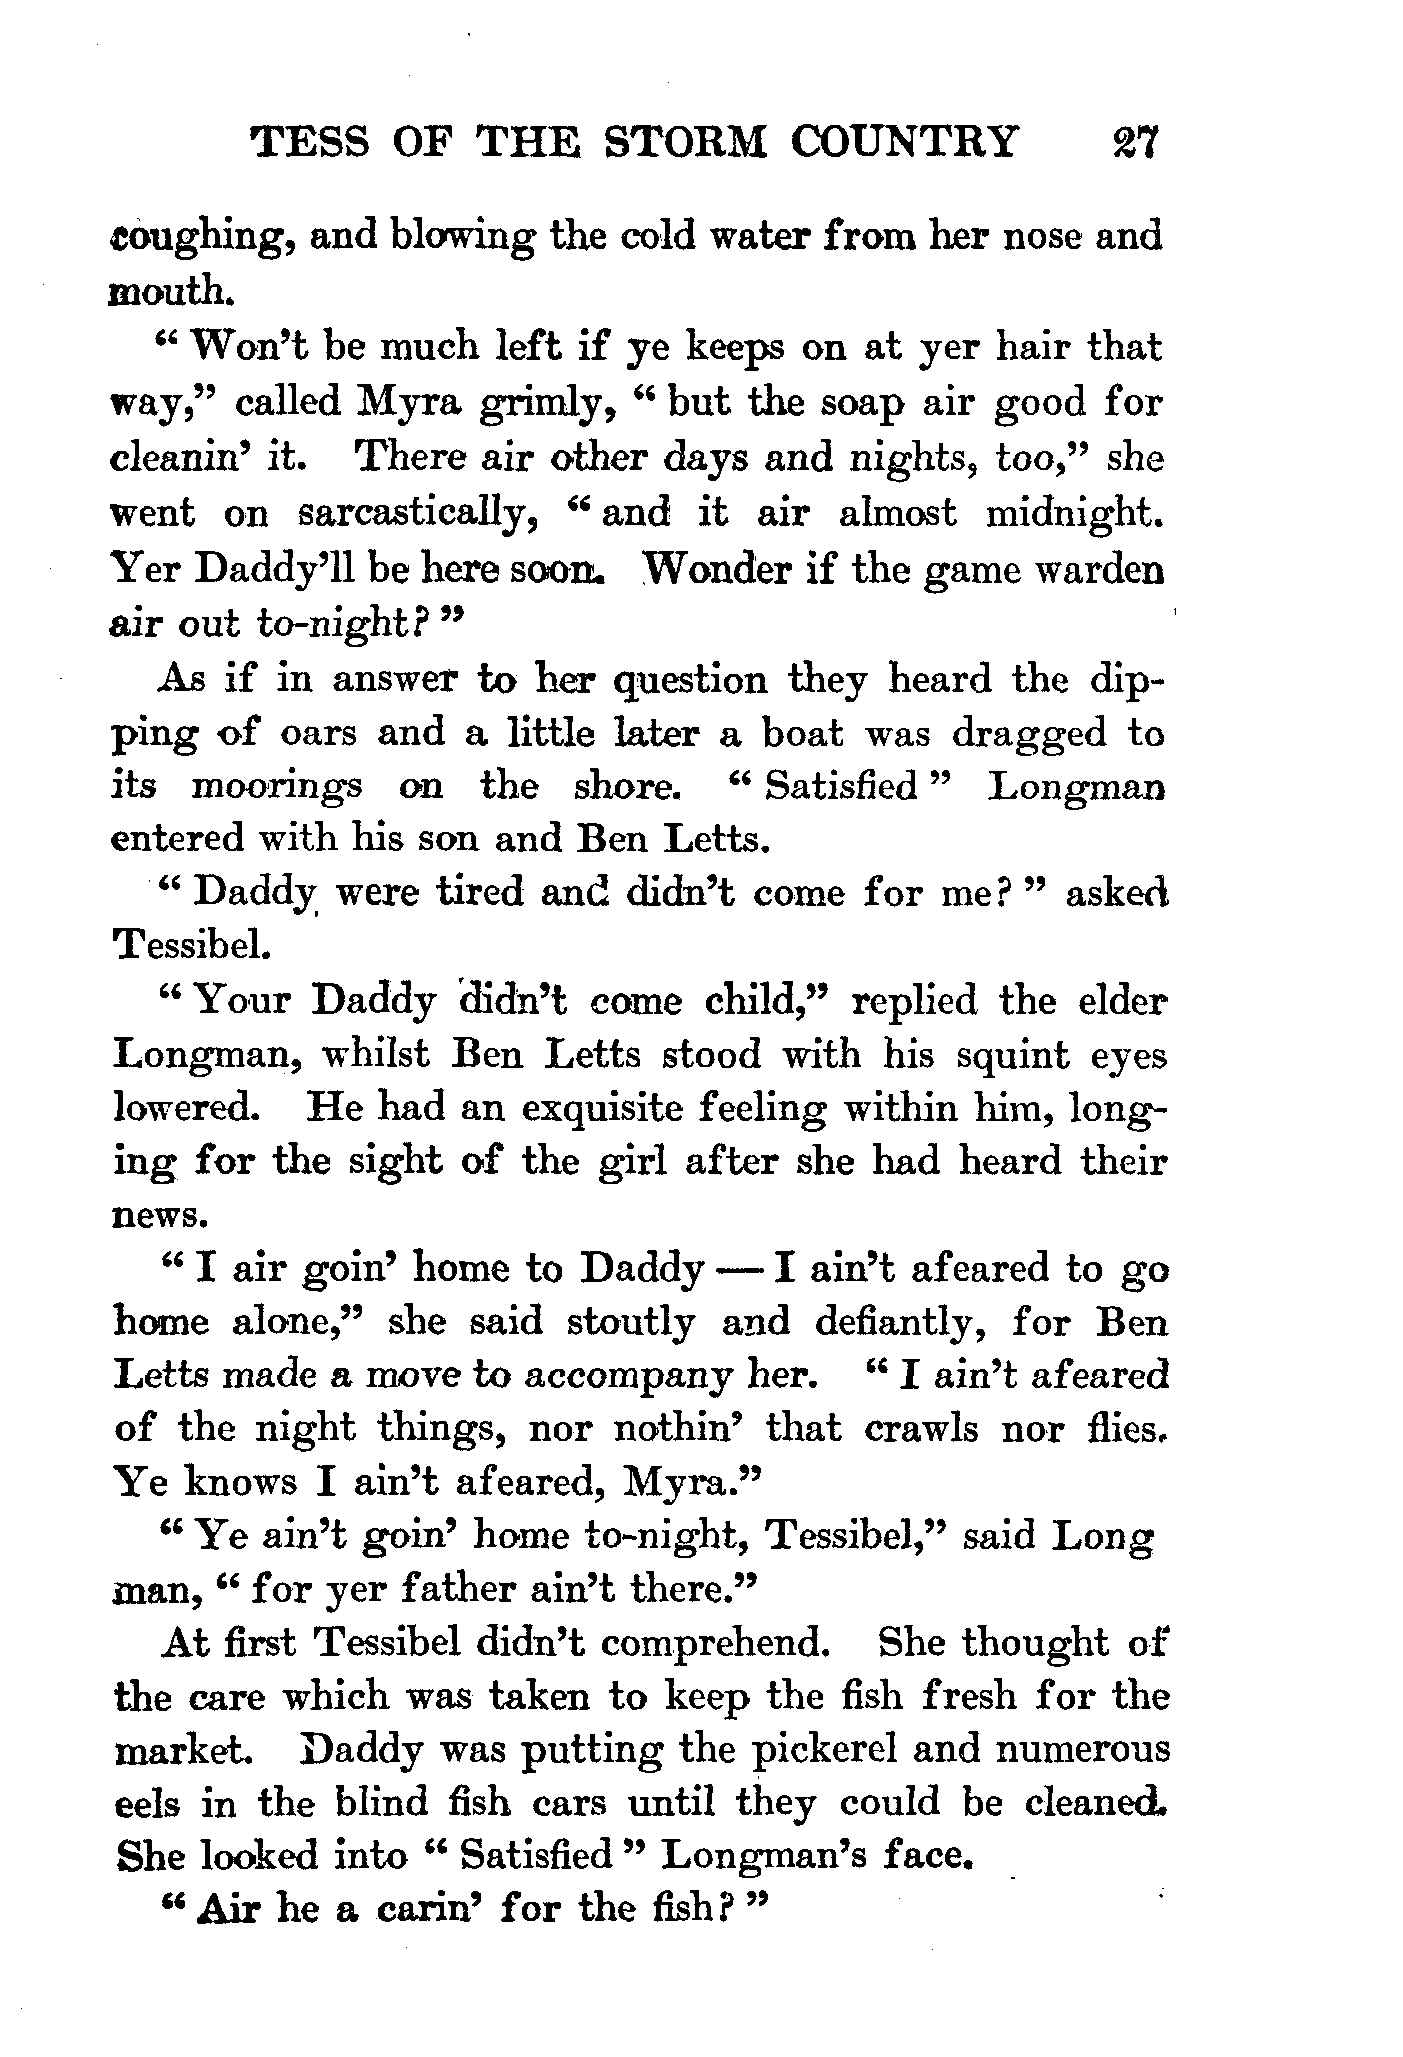 TESS OF THE STORM COUNTRY 27
coughing, and blowing the cold water from her nose and
mouth.
“ Won’t be much left if ye keeps on at yer hair that
way,” called Myra grimly, “ but the soap air good for
cleanin’ it. There air other days and nights, too,” she
went on sarcastically, “ and it air almost midnight.
Yer Daddy’ll be here soon. Wonder if the game warden
air out to-night? ”
As if in answer to her question they heard the dip-
ping of oars and a little later a boat was dragged to
its moorings on the shore. “ Satisfied ” Longman
entered with his son and Ben Letts.
“ Daddy were tired and didn’t come for me? ” asked
Tessibel.
“ Your Daddy didn’t come child,” replied the elder
Longman, whilst Ben Letts stood with his squint eyes
lowered. He had an exquisite feeling within him, long-
ing for the sight of the girl after she had heard their
news.
“ I air goin’ home to Daddy — I ain’t afeared to go
home alone,” she said stoutly and defiantly, for Ben
Letts made a move to accompany her. “ I ain’t afeared
of the night things, nor nothin’ that crawls nor flies.
Ye knows I ain’t afeared, Myra.”
“ Ye ain’t goin’ home to-night, Tessibel,” said Long
man, “ for yer father ain’t there.”
At first Tessibel didn’t comprehend. She thought of
the care which was taken to keep the fish fresh for the
market. Daddy was putting the pickerel and numerous
eels in the blind fish cars until they could be cleaned.
She looked into “ Satisfied ” Longman’s face.
“ Air he a carin’ for the fish? ”